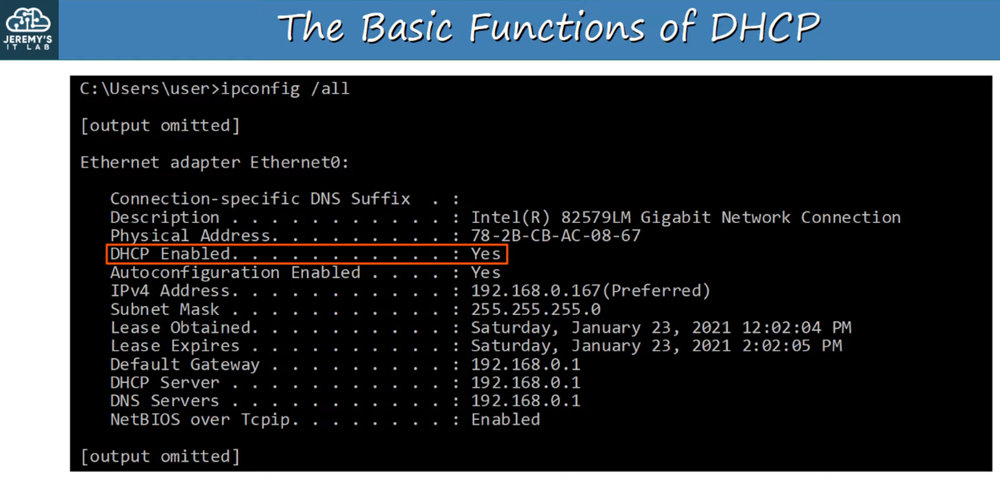 JEREMY'S
IT LAB
The Basic Functions of DHCP
C:\Users\user>ipconfig /all
[output omitted]
Ethernet adapter Ethernet0:
Connection-specific DNS Suffix  . :
Description . . . . . . . . . . . : Intel(R) 82579LM Gigabit Network Connection
Physical Address. . . . . . . . . : 78-2B-CB-AC-08-67
DHCP Enabled. . . . . . . . . . . : Yes
Autoconfiguration Enabled . . . . : Yes
IPv4 Address. . . . . . . . . . . : 192.168.0.167(Preferred)
Subnet Mask . . . . . . . . . . . : 255.255.255.0
Lease Obtained. . . . . . . . . . : Saturday, January 23, 2021 12:02:04 PM
Lease Expires . . . . . . . . . . : Saturday, January 23, 2021 2:02:05 PM
Default Gateway . . . . . . . . . : 192.168.0.1
DHCP Server . . . . . . . . . . . : 192.168.0.1
DNS Servers . . . . . . . . . . . : 192.168.0.1
NetBIOS over Tcpip. . . . . . . . : Enabled
[output omitted]